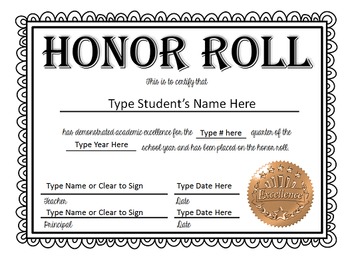 HONOR ROLL
This is to certify that
Type Student's Name Here
has demonstrated academic excellence for the Type # here quarter of the
Type Year Here school year and has been placed on the honor roll.
Type Name or Clear to Sign Type Date Here
Teacher Date
Type Name or Clear to Sign Type Date Here
Principal Date
Excellence